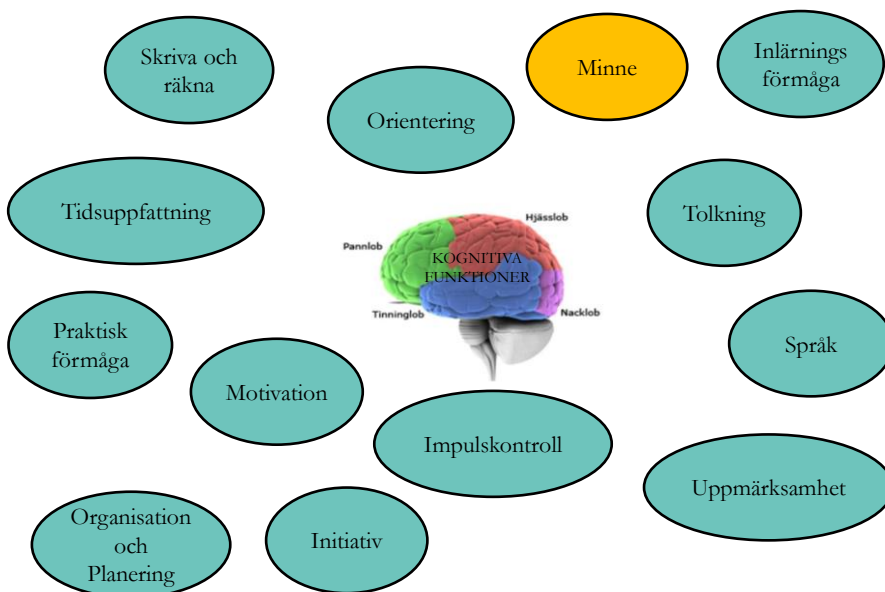 Skriva och
räkna
Orientering
Minne
Inlärnings
förmåga
Tidsuppfattning
Tolkning
Hjässlob
Pannlob
KOGNITIVA
FUNKTIONER
Tinninglob
Nacklob
Praktisk
förmåga
Motivation
Språk
Impulskontroll
Uppmärksamhet
Organisation
och
Planering
Initiativ